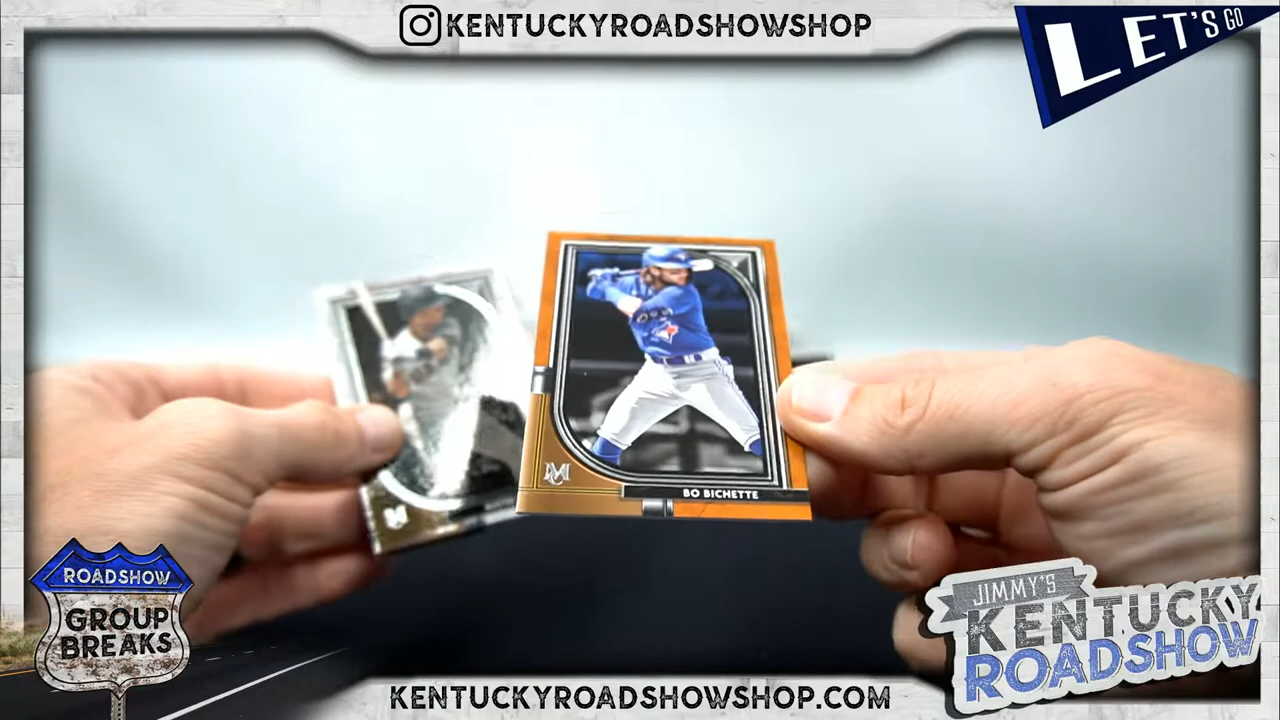 KENTUCKYROADSHOWSHOP
LET'S GO
BO BICHETTE
ROADSHOW
GROUP
BREAKS
JIMMY'S
KENTUCKY
ROADSHOW
KENTUCKYROADSHOWSHOP.COM